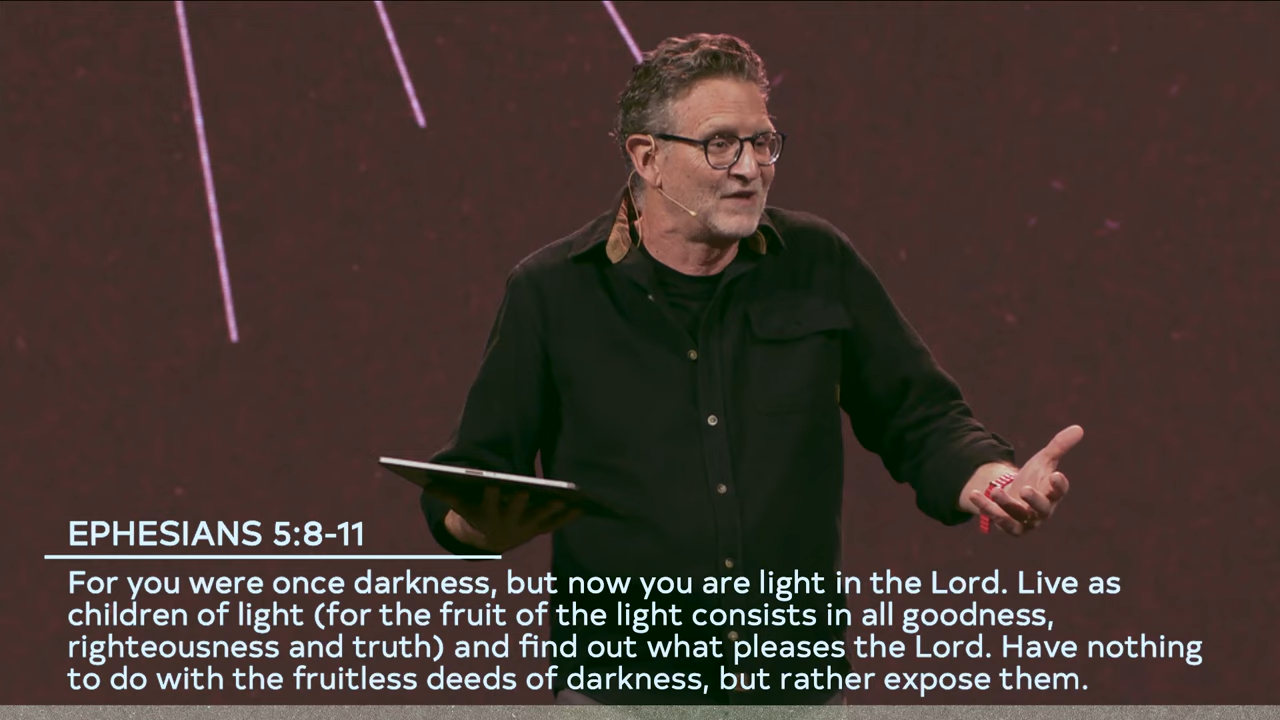 EPHESIANS 5:8-11
For you were once darkness, but now you are light in the Lord. Live as
children of light (for the fruit of the light consists in all goodness,
righteousness and truth) and find out what pleases the Lord. Have nothing
to do with the fruitless deeds of darkness, but rather expose them.